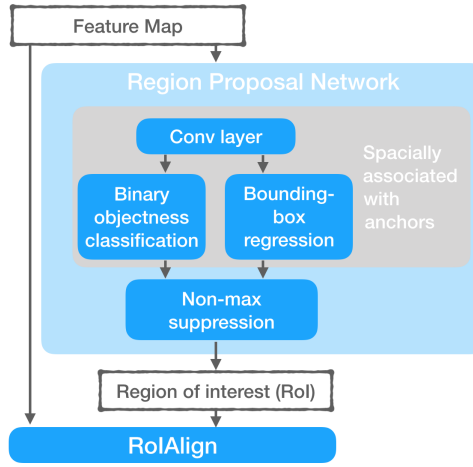 Feature Map
Region Proposal Network
Conv layer
Spacially
associated
with
anchors
Binary
objectness
classification
Bounding-
box
regression
Non-max
suppression
Region of interest (RoI)
RoIAlign